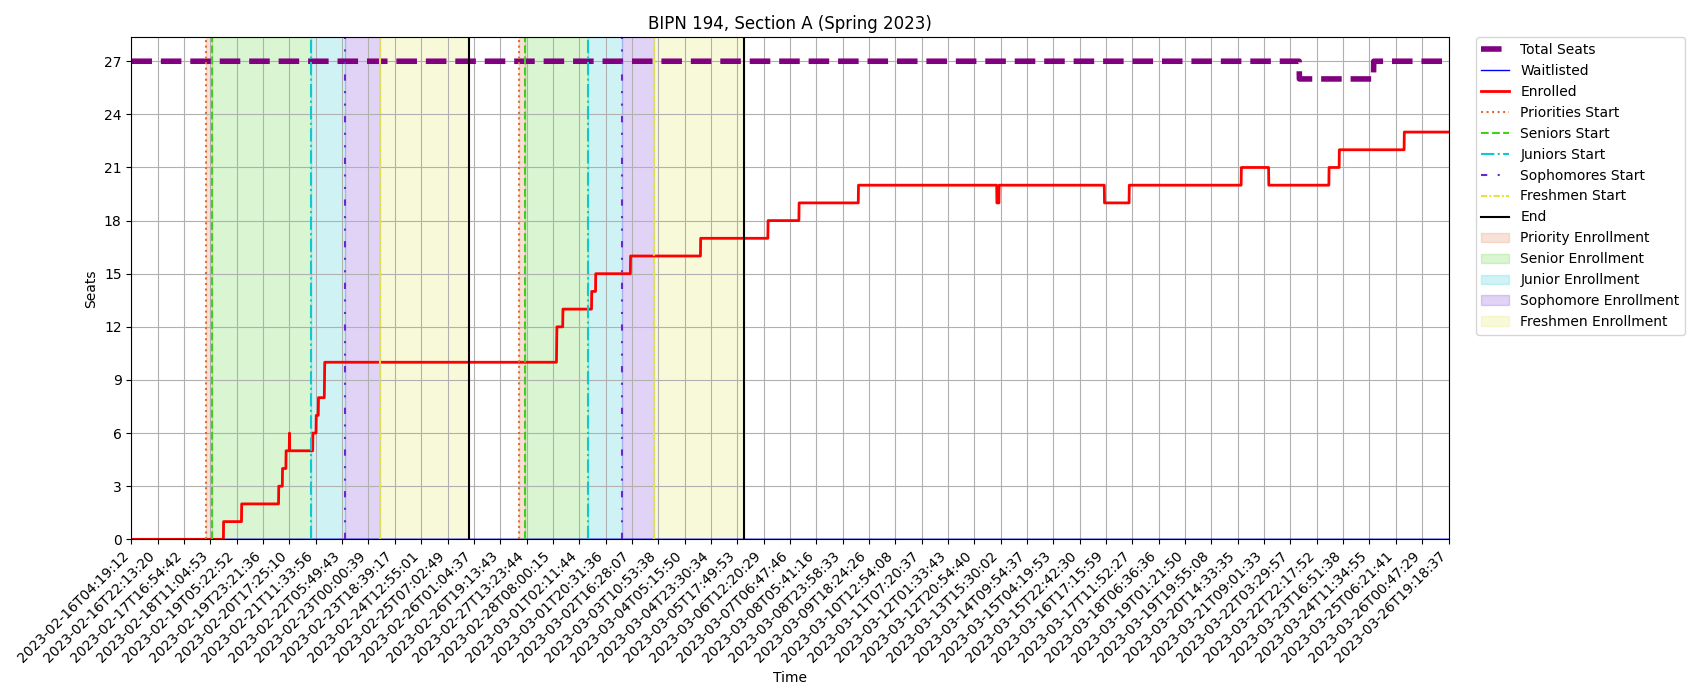 BIPN 194, Section A (Spring 2023)
Total Seats
Waitlisted
Enrolled
Priorities Start
Seniors Start
Juniors Start
Sophomores Start
Freshmen Start
End
Priority Enrollment
Senior Enrollment
Junior Enrollment
Sophomore Enrollment
Freshmen Enrollment
Seats
27
24
21
18
15
12
9
6
3
0
2023-02-16T04:19:12
2023-02-16T22:13:20
2023-02-17T16:54:42
2023-02-18T11:04:53
2023-02-19T05:22:52
2023-02-19T23:21:36
2023-02-20T17:25:10
2023-02-21T11:33:56
2023-02-22T05:49:43
2023-02-23T00:00:39
2023-02-23T18:39:17
2023-02-24T12:55:01
2023-02-25T07:02:49
2023-02-26T01:04:37
2023-02-26T19:13:43
2023-02-27T13:23:44
2023-02-28T08:00:15
2023-03-01T02:11:44
2023-03-01T20:31:36
2023-03-02T16:28:07
2023-03-03T10:53:38
2023-03-04T05:15:50
2023-03-04T23:30:34
2023-03-05T17:49:53
2023-03-06T12:20:29
2023-03-07T06:47:46
2023-03-08T05:41:16
2023-03-08T23:58:33
2023-03-09T18:24:26
2023-03-10T12:54:08
2023-03-11T07:20:37
2023-03-12T01:33:43
2023-03-12T20:54:40
2023-03-13T15:30:02
2023-03-14T09:54:37
2023-03-15T04:19:53
2023-03-15T22:42:30
2023-03-16T17:15:59
2023-03-17T11:52:27
2023-03-18T06:36:36
2023-03-19T01:21:50
2023-03-19T19:55:08
2023-03-20T14:33:35
2023-03-21T09:01:33
2023-03-22T03:29:57
2023-03-22T22:17:52
2023-03-23T16:51:38
2023-03-24T11:34:55
2023-03-25T06:21:41
2023-03-26T00:47:29
2023-03-26T19:18:37
Time